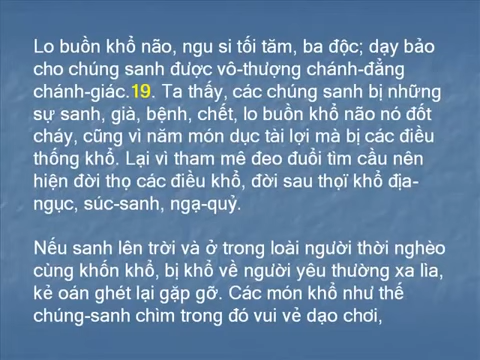 Lo buồn khổ não, ngu si tối tăm, ba độc; dạy bảo
cho chúng sanh được vô-thượng chánh-đẳng
chánh-giác.19. Ta thấy, các chúng sanh bị những
sự sanh, già, bệnh, chết, lo buồn khổ não nó đốt
cháy, cũng vì năm món dục tài lợi mà bị các điều
thống khổ. Lại vì tham mê đeo đuổi tìm cầu nên
hiện đời thọ các điều khổ, đời sau thọï khổ địa-
ngục, súc-sanh, ngạ-quỷ.
Nếu sanh lên trời và ở trong loài người thời nghèo
cùng khốn khổ, bị khổ về người yêu thường xa lìa,
kẻ oán ghét lại gặp gỡ. Các món khổ như thế
chúng-sanh chìm trong đó vui vẻ dạo chơi,